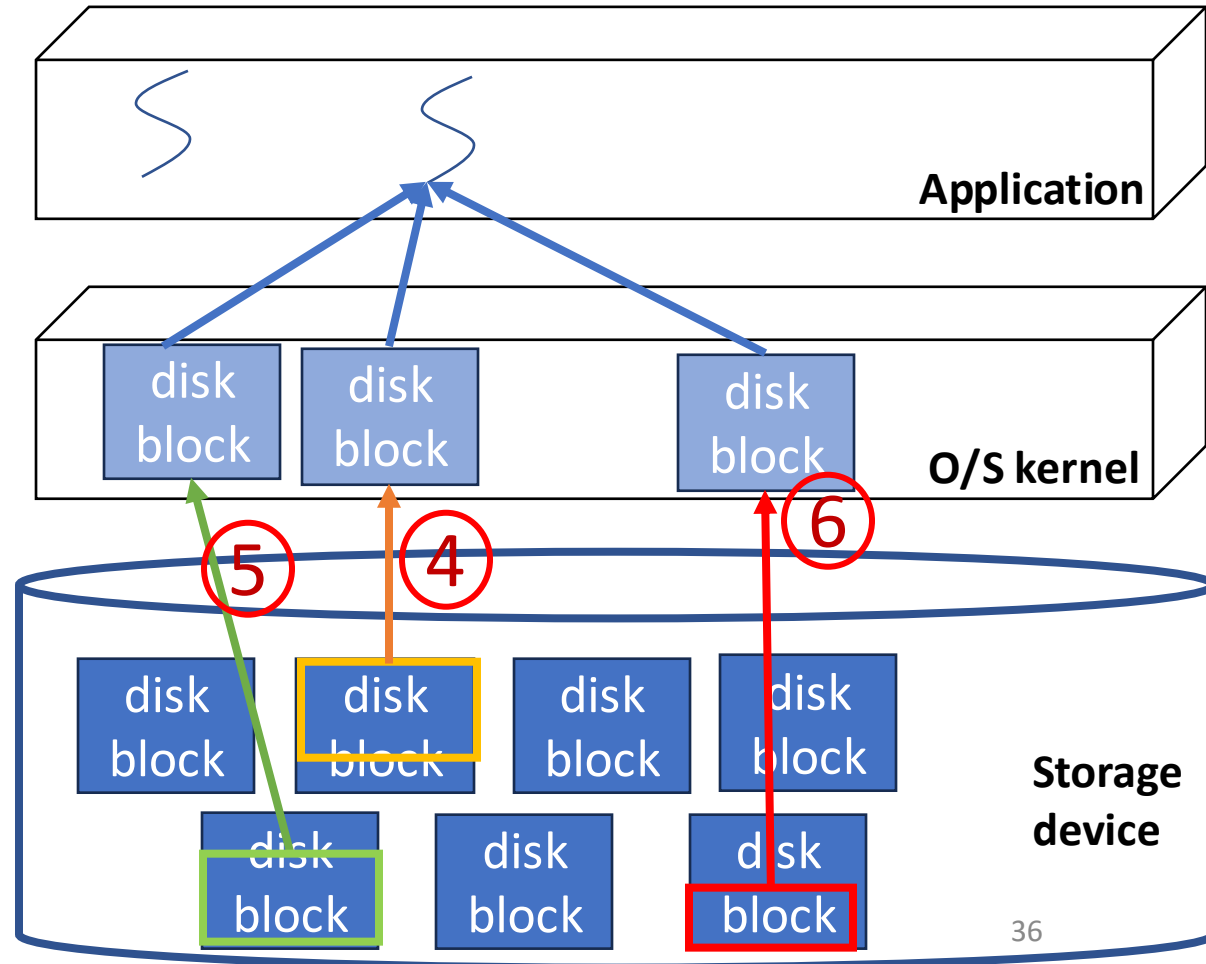 Application
disk
block
disk
block
disk
block
O/S kernel
5
4
6
disk
block
disk
block
disk
block
disk
block
Storage
device
disk
block
disk
block
disk
block
36